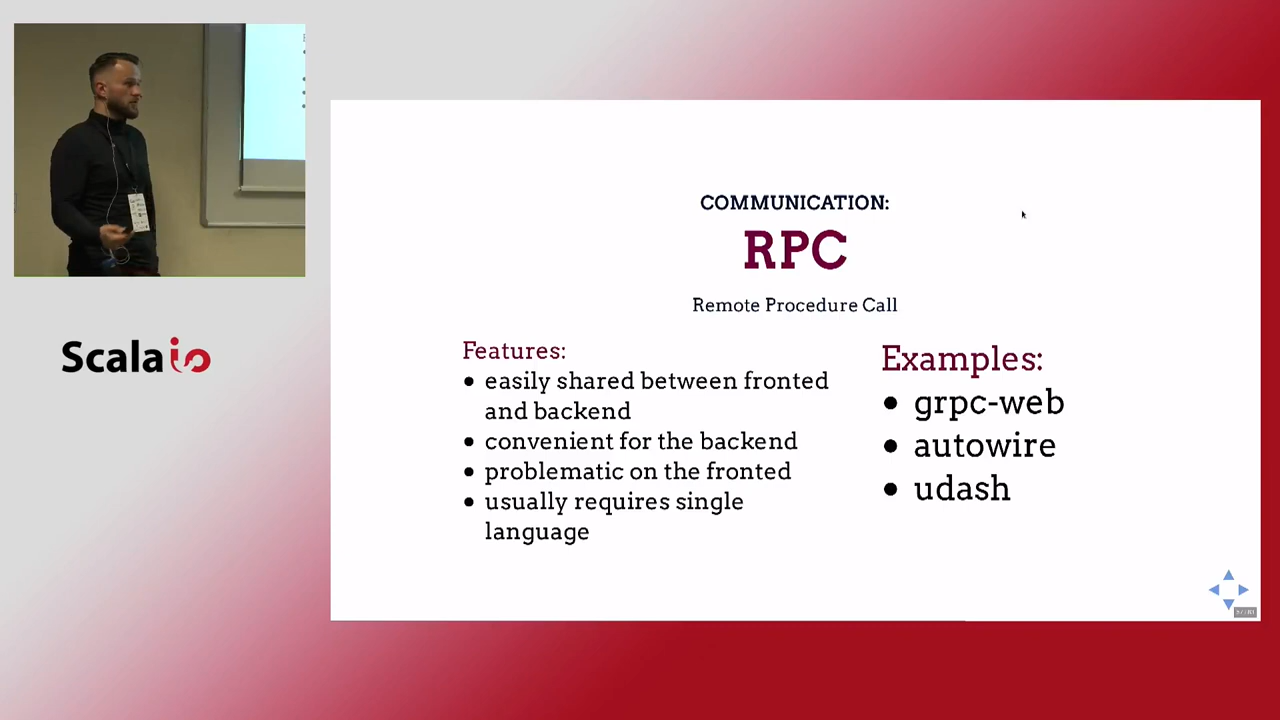 Scala io
COMMUNICATION:
RPC
Remote Procedure Call
Features:
easily shared between fronted
and backend
convenient for the backend
problematic on the fronted
usually requires single
language
Examples:
grpc-web
autowire
udash